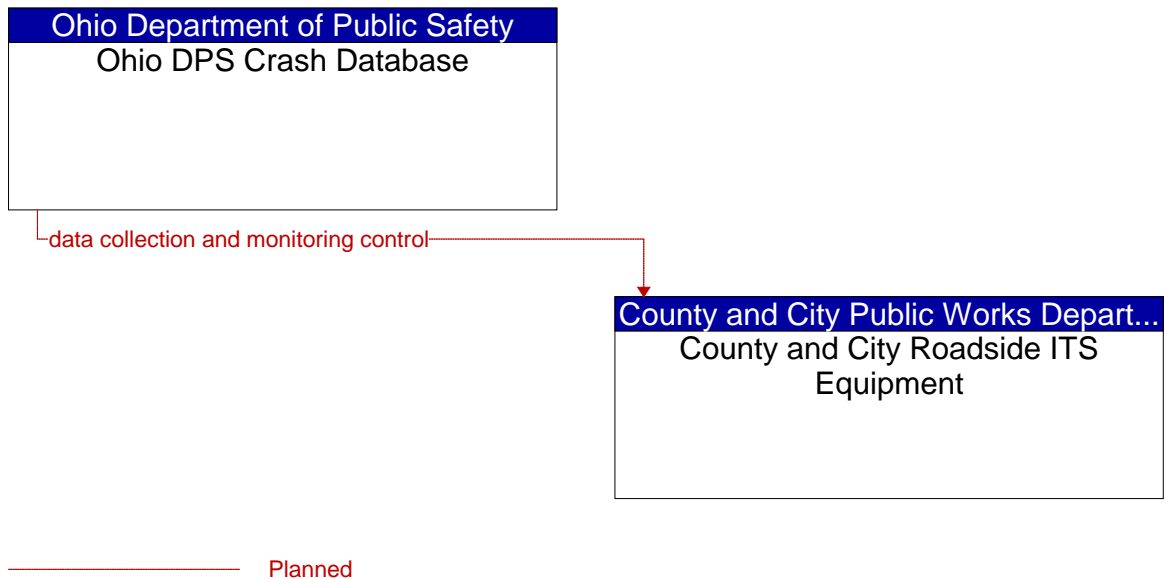 Ohio Department of Public Safety
Ohio DPS Crash Database
data collection and monitoring control
County and City Public Works Depart...
County and City Roadside ITS
Equipment
Planned